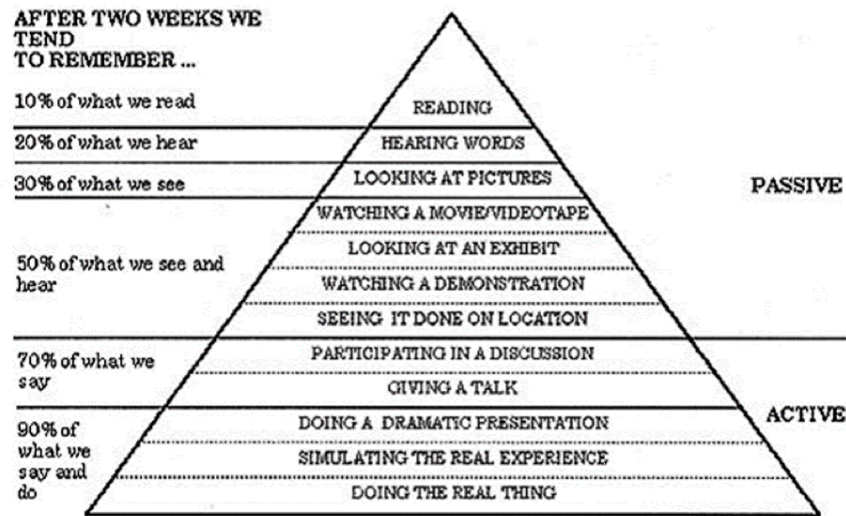 AFTER TWO WEEKS WE
TEND
TO REMEMBER ...
10% of what we read
READING
20% of what we hear
HEARING WORDS
30% of what we see
LOOKING AT PICTURES
PASSIVE
WATCHING A MOVIE/VIDEOTAPE
LOOKING AT AN EXHIBIT
50% of what we see and
hear
WATCHING A DEMONSTRATION
SEEING IT DONE ON LOCATION
70% of what we
say
PARTICIPATING IN A DISCUSSION
GIVING A TALK
ACTIVE
90% of
what we
say and
do
DOING A DRAMATIC PRESENTATION
SIMULATING THE REAL EXPERIENCE
DOING THE REAL THING